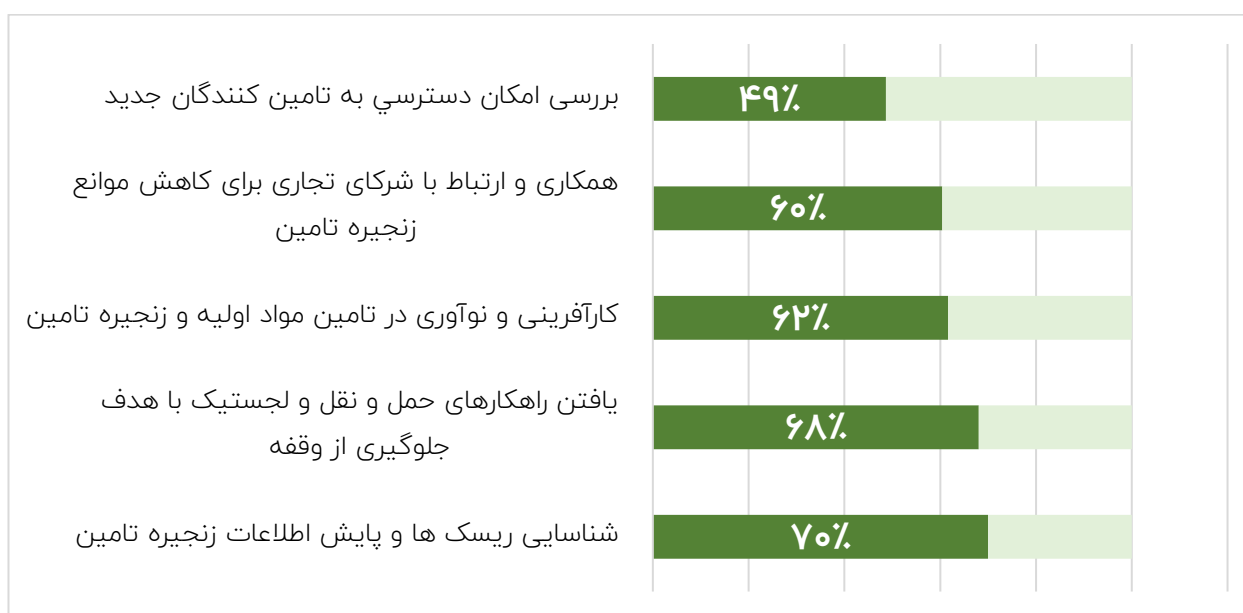 بررسی امکان دسترسي به تامین کنندگان جدید
۴۹٪
همکاری و ارتباط با شرکای تجاری برای کاهش موانع
زنجیره تامین
۶۰٪
کارآفرینی و نوآوری در تامین مواد اولیه و زنجیره تامین
۶۲٪
یافتن راهکارهای حمل و نقل و لجستیک با هدف
جلوگیری از وقفه
۶۸٪
شناسایی ریسک ها و پایش اطلاعات زنجیره تامین
۷۰٪